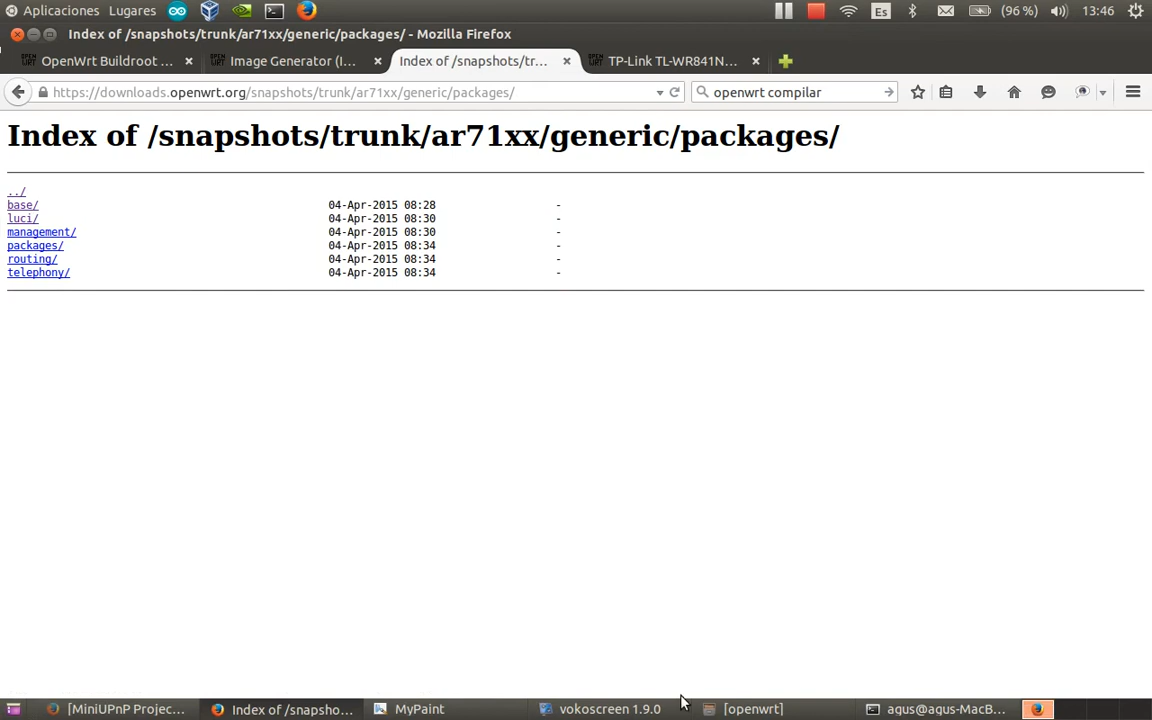 Aplicaciones Lugares Es (96 %) 13:46
Index of /snapshots/trunk/ar71xx/generic/packages/ - Mozilla Firefox
OpenWrt Buildroot ... Image Generator (I... Index of /snapshots/tr... TP-Link TL-WR841N...
https://downloads.openwrt.org/snapshots/trunk/ar71xx/generic/packages/ openwrt compilar
Index of /snapshots/trunk/ar71xx/generic/packages/
../
base/ 04-Apr-2015 08:28 -
luci/ 04-Apr-2015 08:30 -
management/ 04-Apr-2015 08:30 -
packages/ 04-Apr-2015 08:34 -
routing/ 04-Apr-2015 08:34 -
telephony/ 04-Apr-2015 08:34 -
[MiniUPnP Projec... Index of /snapsho... MyPaint vokoscreen 1.9.0 [openwrt] agus@agus-MacB...